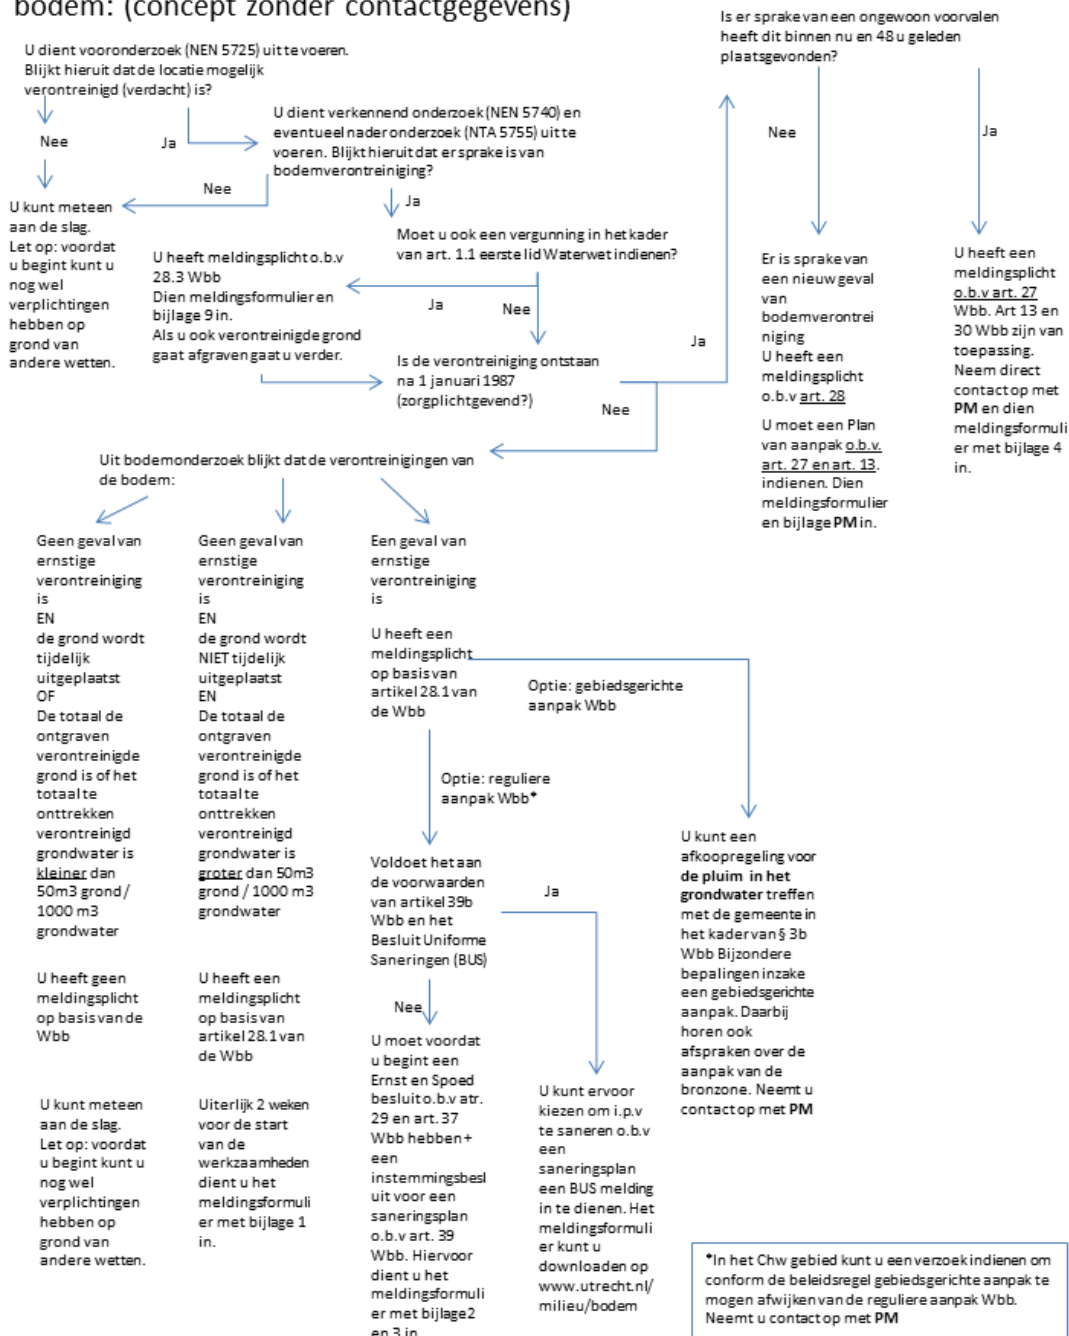 bodem: (concept zonder contactgegevens)
U dient vooronderzoek (NEN 5725) uit te voeren.
Blijkt hieruit dat de locatie mogelijk
verontreinigd (verdacht) is?
Nee
Ja
U dient verkennend onderzoek (NEN 5740) en
eventueel nader onderzoek (NTA 5755) uit te
voeren. Blijkt hieruit dat er sprake is van
bodemverontreiniging?
Nee
Ja
U kunt meteen
aan de slag.
Let op: voordat
u begint kunt u
nog wel
verplichtingen
hebben op
grond van
andere wetten.
Moet u ook een vergunning in het kader
van art. 1.1 eerste lid Waterwet indienen?
Ja
Nee
U heeft meldingsplicht o.b.v
28.3 Wbb
Dien meldingsformulier en
bijlage 9 in.
Als u ook verontreinigde grond
gaat afgraven gaat u verder.
Is de verontreiniging ontstaan
na 1 januari 1987
(zorgplichtgevend?)
Ja
Nee
Is er sprake van een ongewoon voorvalen
heeft dit binnen nu en 48 u geleden
plaatsgevonden?
Nee
Ja
Er is sprake van
een nieuw geval
van
bodemverontrei
niging
U heeft een
meldingsplicht
o.b.v art. 28
U moet een Plan
van aanpak o.b.v.
art. 27 en art. 13.
indienen. Dien
meldingsformulier
en bijlage PM in.
U heeft een
meldingsplicht
o.b.v art. 27
Wbb. Art 13 en
30 Wbb zijn van
toepassing.
Neem direct
contact op met
PM en dien
meldingsformuli
er met bijlage 4
in.
Uit bodemonderzoek blijkt dat de verontreinigingen van
de bodem:
Geen geval van
ernstige
verontreiniging
is
EN
de grond wordt
tijdelijk
uitgeplaatst
OF
De totaal de
ontgraven
verontreinigde
grond is of het
totaal te
onttrekken
verontreinigd
grondwater is
kleiner dan
50m3 grond /
1000 m3
grondwater
U heeft geen
meldingsplicht
op basis van de
Wbb
U kunt meteen
aan de slag.
Let op: voordat
u begint kunt u
nog wel
verplichtingen
hebben op
grond van
andere wetten.
Geen geval van
ernstige
verontreiniging
is
EN
de grond wordt
NIET tijdelijk
uitgeplaatst
EN
De totaal de
ontgraven
verontreinigde
grond is of het
totaal te
onttrekken
verontreinigd
grondwater is
groter dan 50m3
grond / 1000 m3
grondwater
U heeft een
meldingsplicht
op basis van
artikel 28.1 van
de Wbb
Uiterlijk 2 weken
voor de start
van de
werkzaamheden
dient u het
meldingsformuli
er met bijlage 1
in.
Een geval van
ernstige
verontreiniging
is
U heeft een
meldingsplicht
op basis van
artikel 28.1 van
de Wbb
Optie: gebiedsgerichte
aanpak Wbb
Optie: reguliere
aanpak Wbb*
Voldoet het aan
de voorwaarden
van artikel 39b
Wbb en het
Besluit Uniforme
Saneringen (BUS)
Ja
Nee
U moet voordat
u begint een
Ernst en Spoed
besluit o.b.v atr.
29 en art. 37
Wbb hebben +
een
instemmingsbesl
uit voor een
saneringsplan
o.b.v art. 39
Wbb. Hiervoor
dient u het
meldingsformuli
er met bijlage2
en 3 in
U kunt ervoor
kiezen om i.p.v
te saneren o.b.v
een
saneringsplan
een BUS melding
in te dienen. Het
meldingsformuli
er kunt u
downloaden op
www.utrecht.nl/
milieu/bodem
U kunt een
afkoopregeling voor
de pluim in het
grondwater treffen
met de gemeente in
het kader van § 3b
Wbb Bijzondere
bepalingen inzake
een gebiedsgerichte
aanpak. Daarbij
horen ook
afspraken over de
aanpak van de
bronzone. Neemt u
contact op met PM
*In het Chw gebied kunt u een verzoek indienen om
conform de beleidsregel gebiedsgerichte aanpak te
mogen afwijken van de reguliere aanpak Wbb.
Neemt u contact op met PM